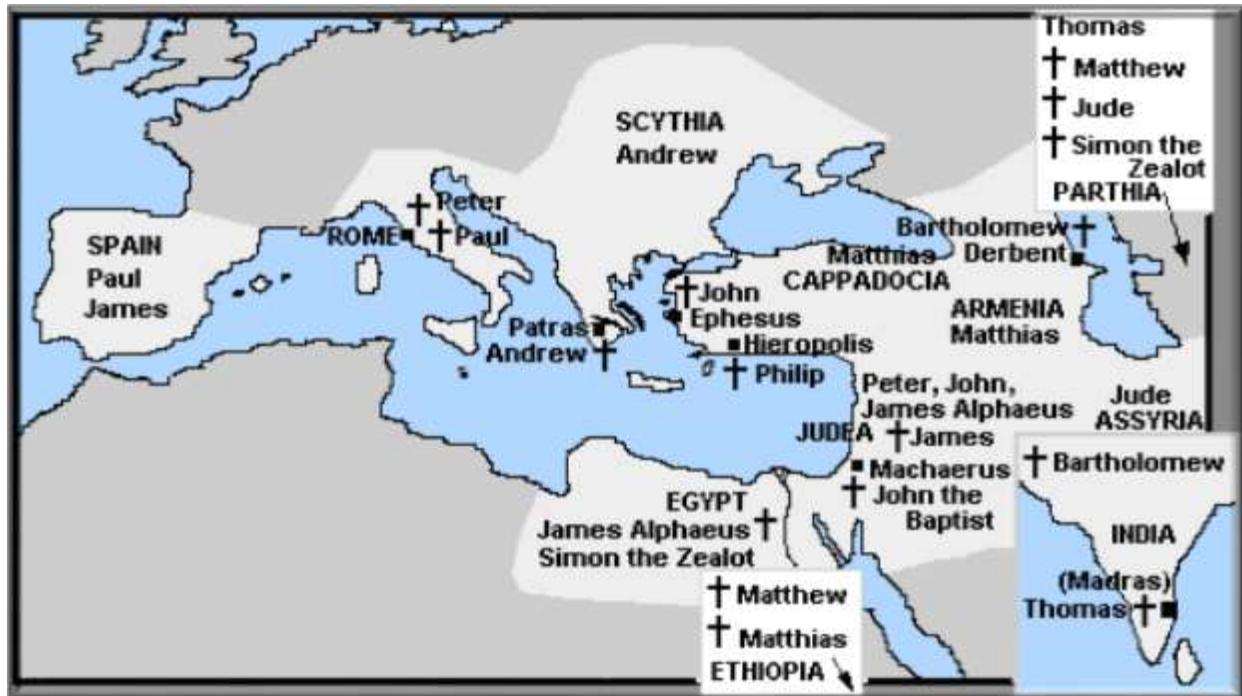 Thomas
† Matthew
† Jude
† Simon the
Zealot
PARTHIA
SCYTHIA
Andrew
† Peter
ROME † Paul
SPAIN
Paul
James
Bartholomew †
Derbent
Matthias
CAPPADOCIA
† John
Ephesus
ARMENIA
Matthias
Patras
Andrew †
Hieropolis
† Philip
Peter, John,
James Alphaeus
JUDEA † James
Jude
ASSYRIA
Machaerus
† John the
Baptist
EGYPT
James Alphaeus †
Simon the Zealot
† Matthew
† Matthias
ETHIOPIA
† Bartholomew
INDIA
(Madras)
Thomas †